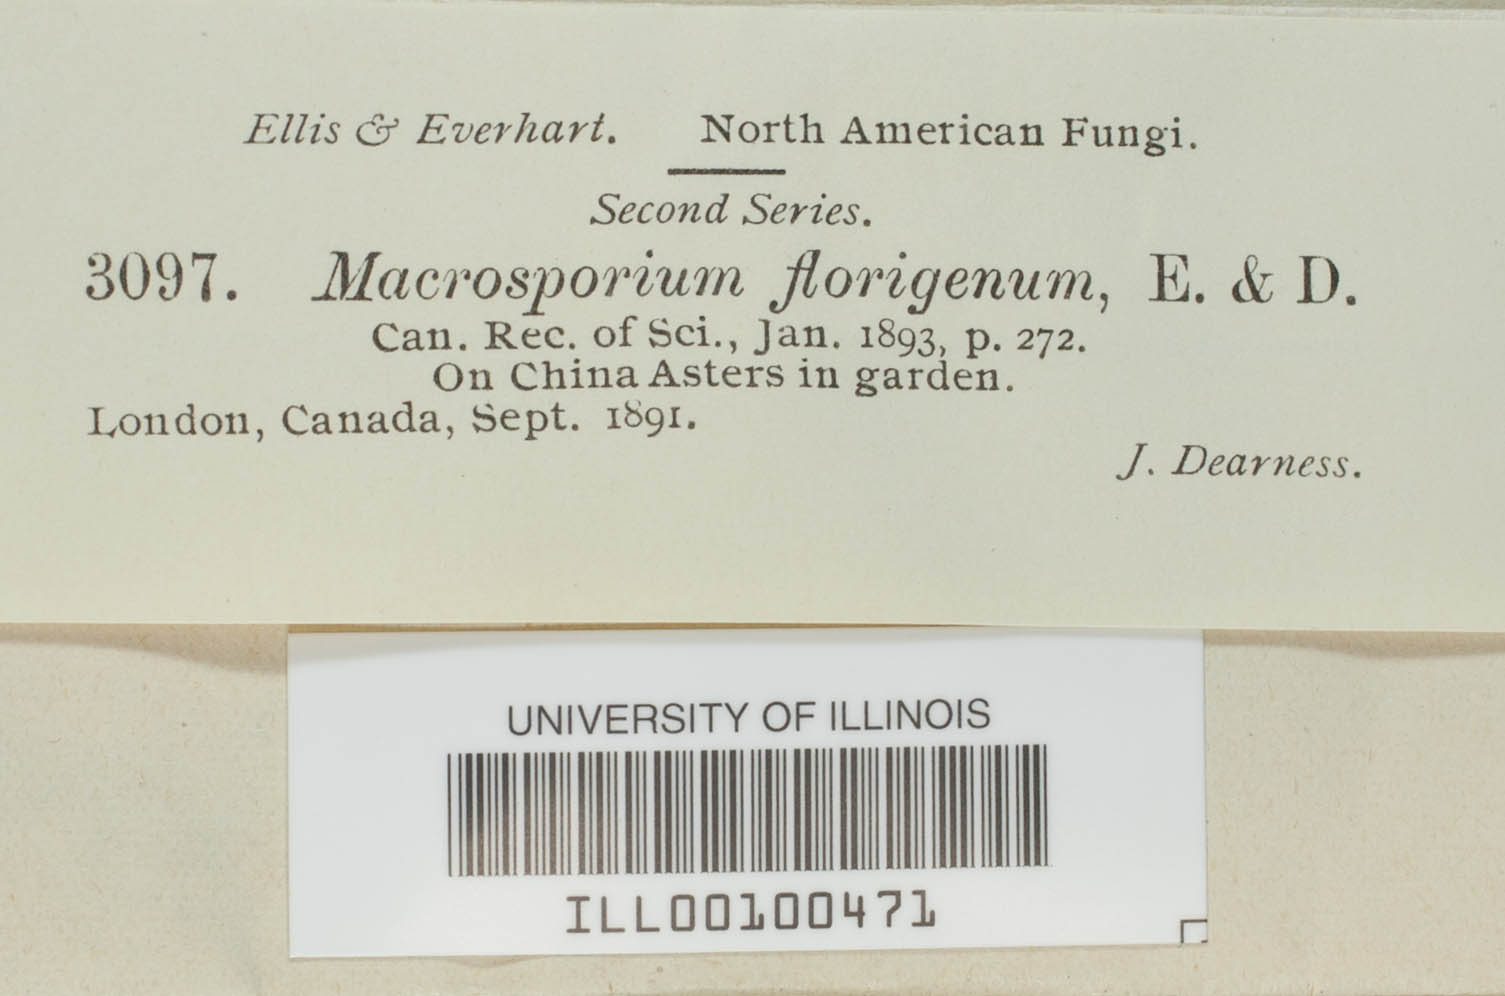 Ellis & Everhart. North American Fungi.
Second Series.
3097. Macrosporium florigenum, E. & D.
Can. Rec. of Sci., Jan. 1893, p. 272.
On China Asters in garden.
London, Canada, Sept. 1891.
J. Dearness.
UNIVERSITY OF ILLINOIS
ILL00100471